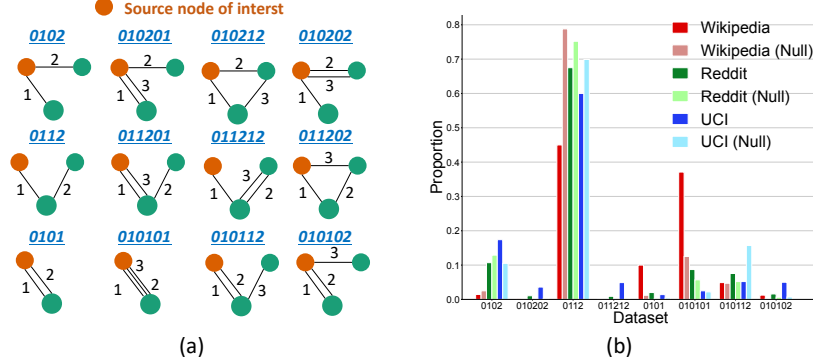 Source node of interst
0102 010201 010212 010202
2 2 2 2
1 1 3 1 3 1 3
0112 011201 011212 011202
1 2 1 3 2 1 3 2 1 3 2
0101 010101 010112 010102
1 2 1 3 2 1 2 3 1 2 3
(a)
Proportion
0.8
0.7
0.6
0.5
0.4
0.3
0.2
0.1
0.0
Wikipedia
Wikipedia (Null)
Reddit
Reddit (Null)
UCI
UCI (Null)
0102 010202 0112 011212 0101 010101 010112 010102
Dataset
(b)